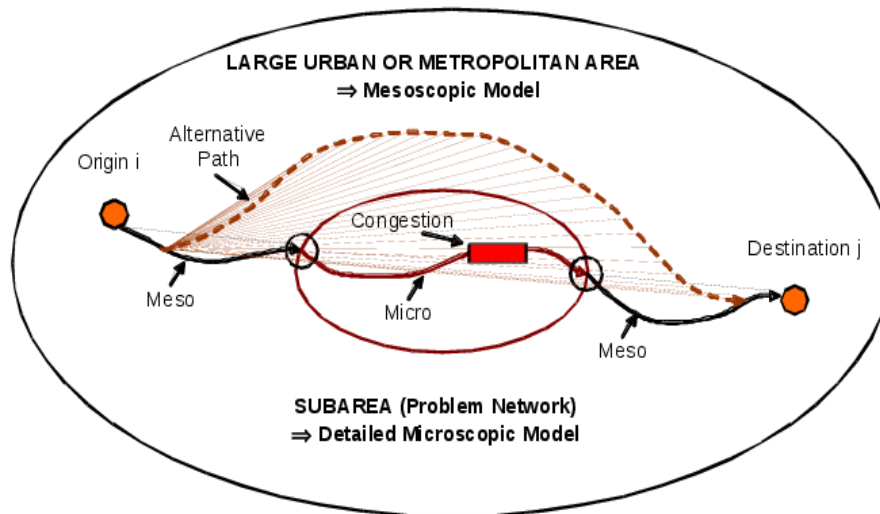 LARGE URBAN OR METROPOLITAN AREA
⇒ Mesoscopic Model
Alternative
Path
Origin i
Congestion
Destination j
Meso
Micro
Meso
SUBAREA (Problem Network)
⇒ Detailed Microscopic Model